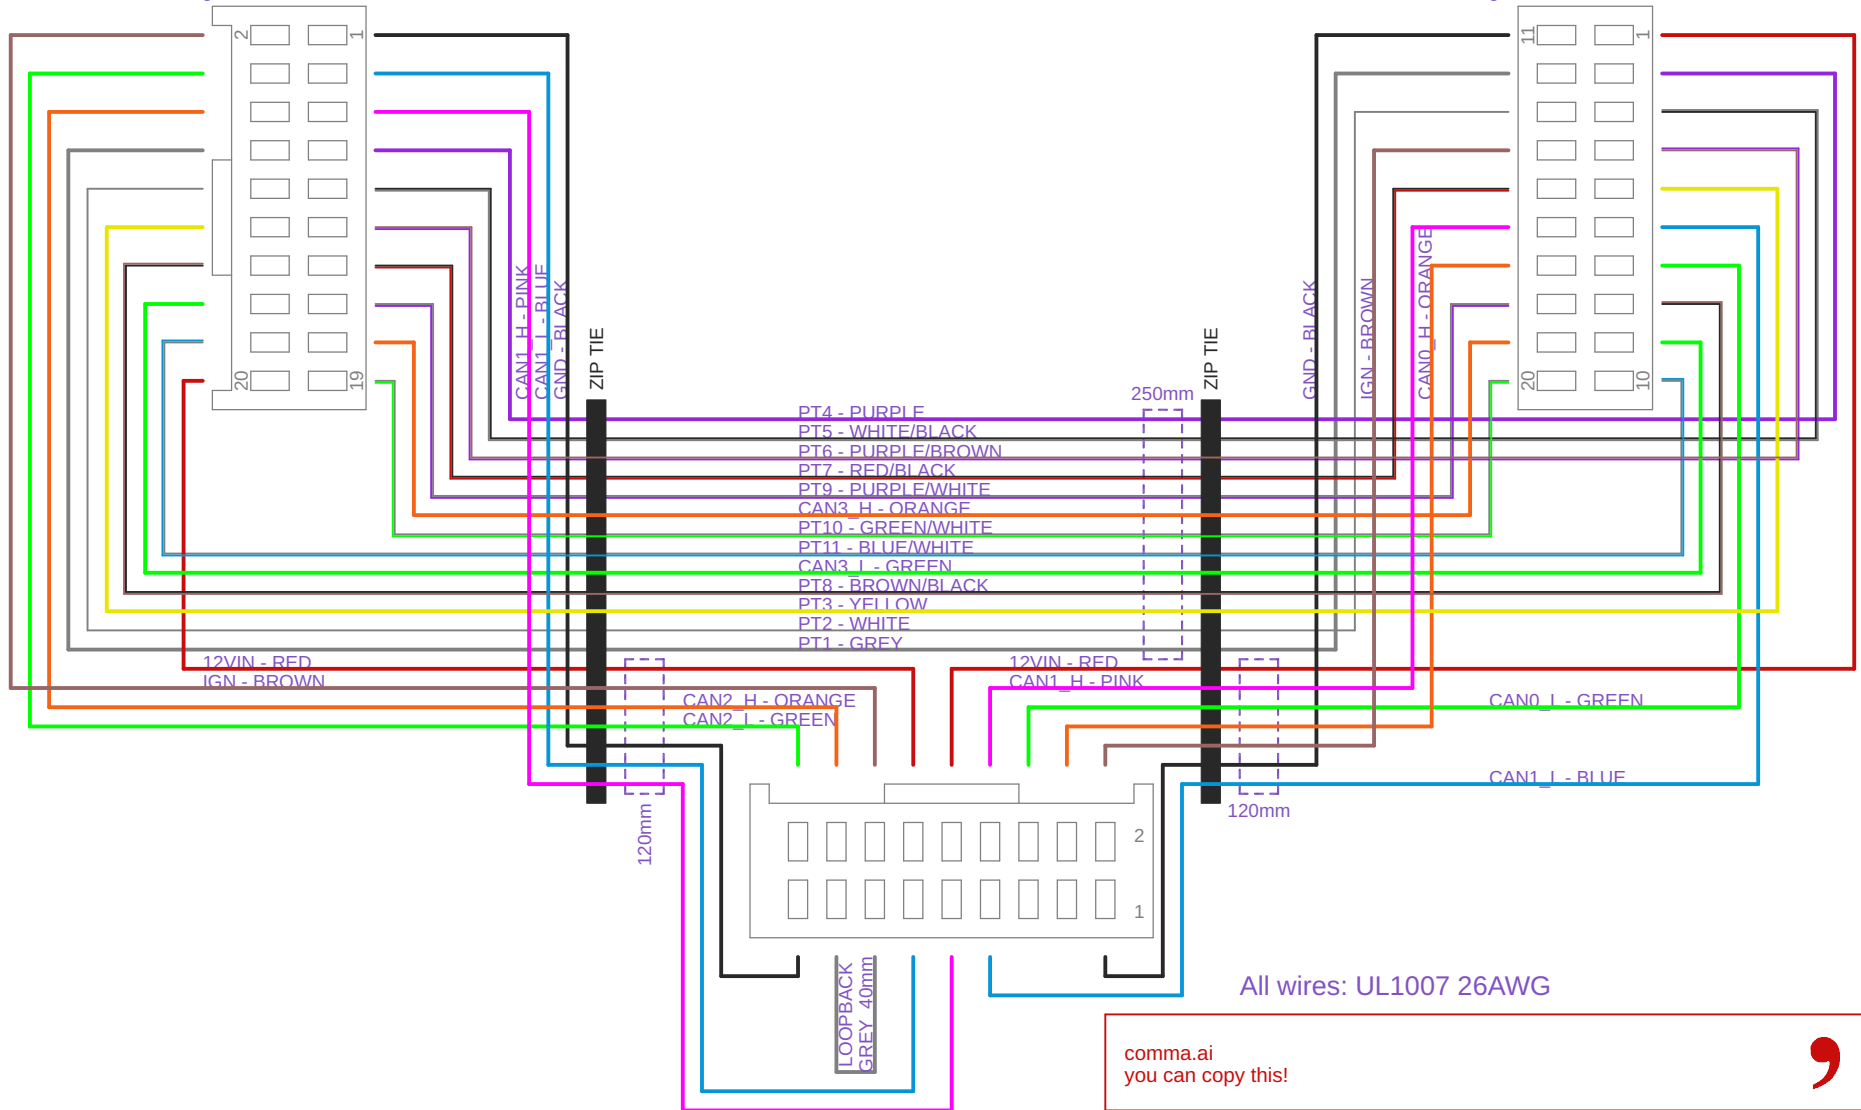 2
1
20
19
11
1
20
10
CAN1_H - PINK
CAN1_L - BLUE
GND - BLACK
ZIP TIE
ZIP TIE
GND - BLACK
IGN - BROWN
CAN0_H - ORANGE
250mm
PT4 - PURPLE
PT5 - WHITE/BLACK
PT6 - PURPLE/BROWN
PT7 - RED/BLACK
PT9 - PURPLE/WHITE
CAN3_H - ORANGE
PT10 - GREEN/WHITE
PT11 - BLUE/WHITE
CAN3_L - GREEN
PT8 - BROWN/BLACK
PT3 - YELLOW
PT2 - WHITE
PT1 - GREY
12VIN - RED
IGN - BROWN
12VIN - RED
CAN1_H - PINK
CAN2_H - ORANGE
CAN2_L - GREEN
CAN0_L - GREEN
CAN1_L - BLUE
120mm
120mm
2
1
LOOPBACK
GREY 40mm
All wires: UL1007 26AWG
comma.ai
you can copy this!